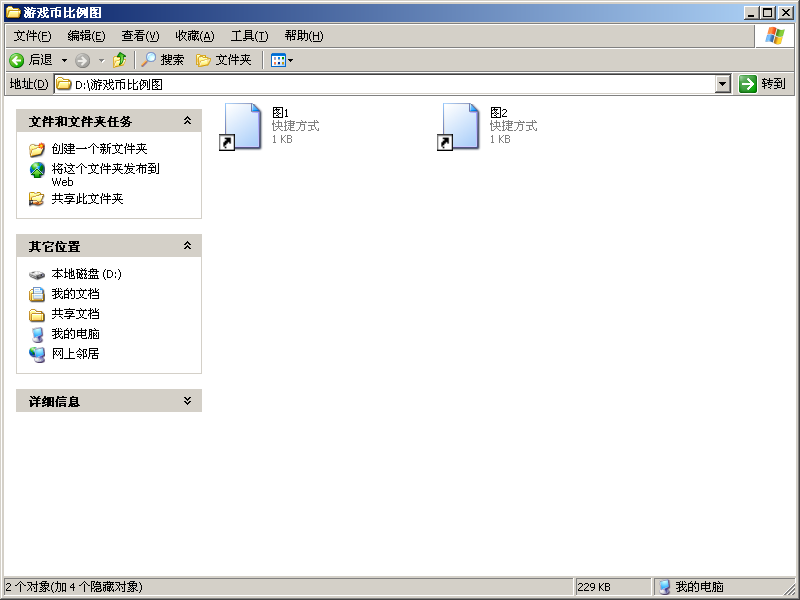 游戏币比例图
文件(F) 编辑(E) 查看(V) 收藏(A) 工具(T) 帮助(H)
后退 搜索 文件夹
地址(D) D:\游戏币比例图 转到
文件和文件夹任务
创建一个新文件夹
将这个文件夹发布到
Web
共享此文件夹
其它位置
本地磁盘 (D:)
我的文档
共享文档
我的电脑
网上邻居
详细信息
图1
快捷方式
1 KB
图2
快捷方式
1 KB
2 个对象(加 4 个隐藏对象) 229 KB 我的电脑